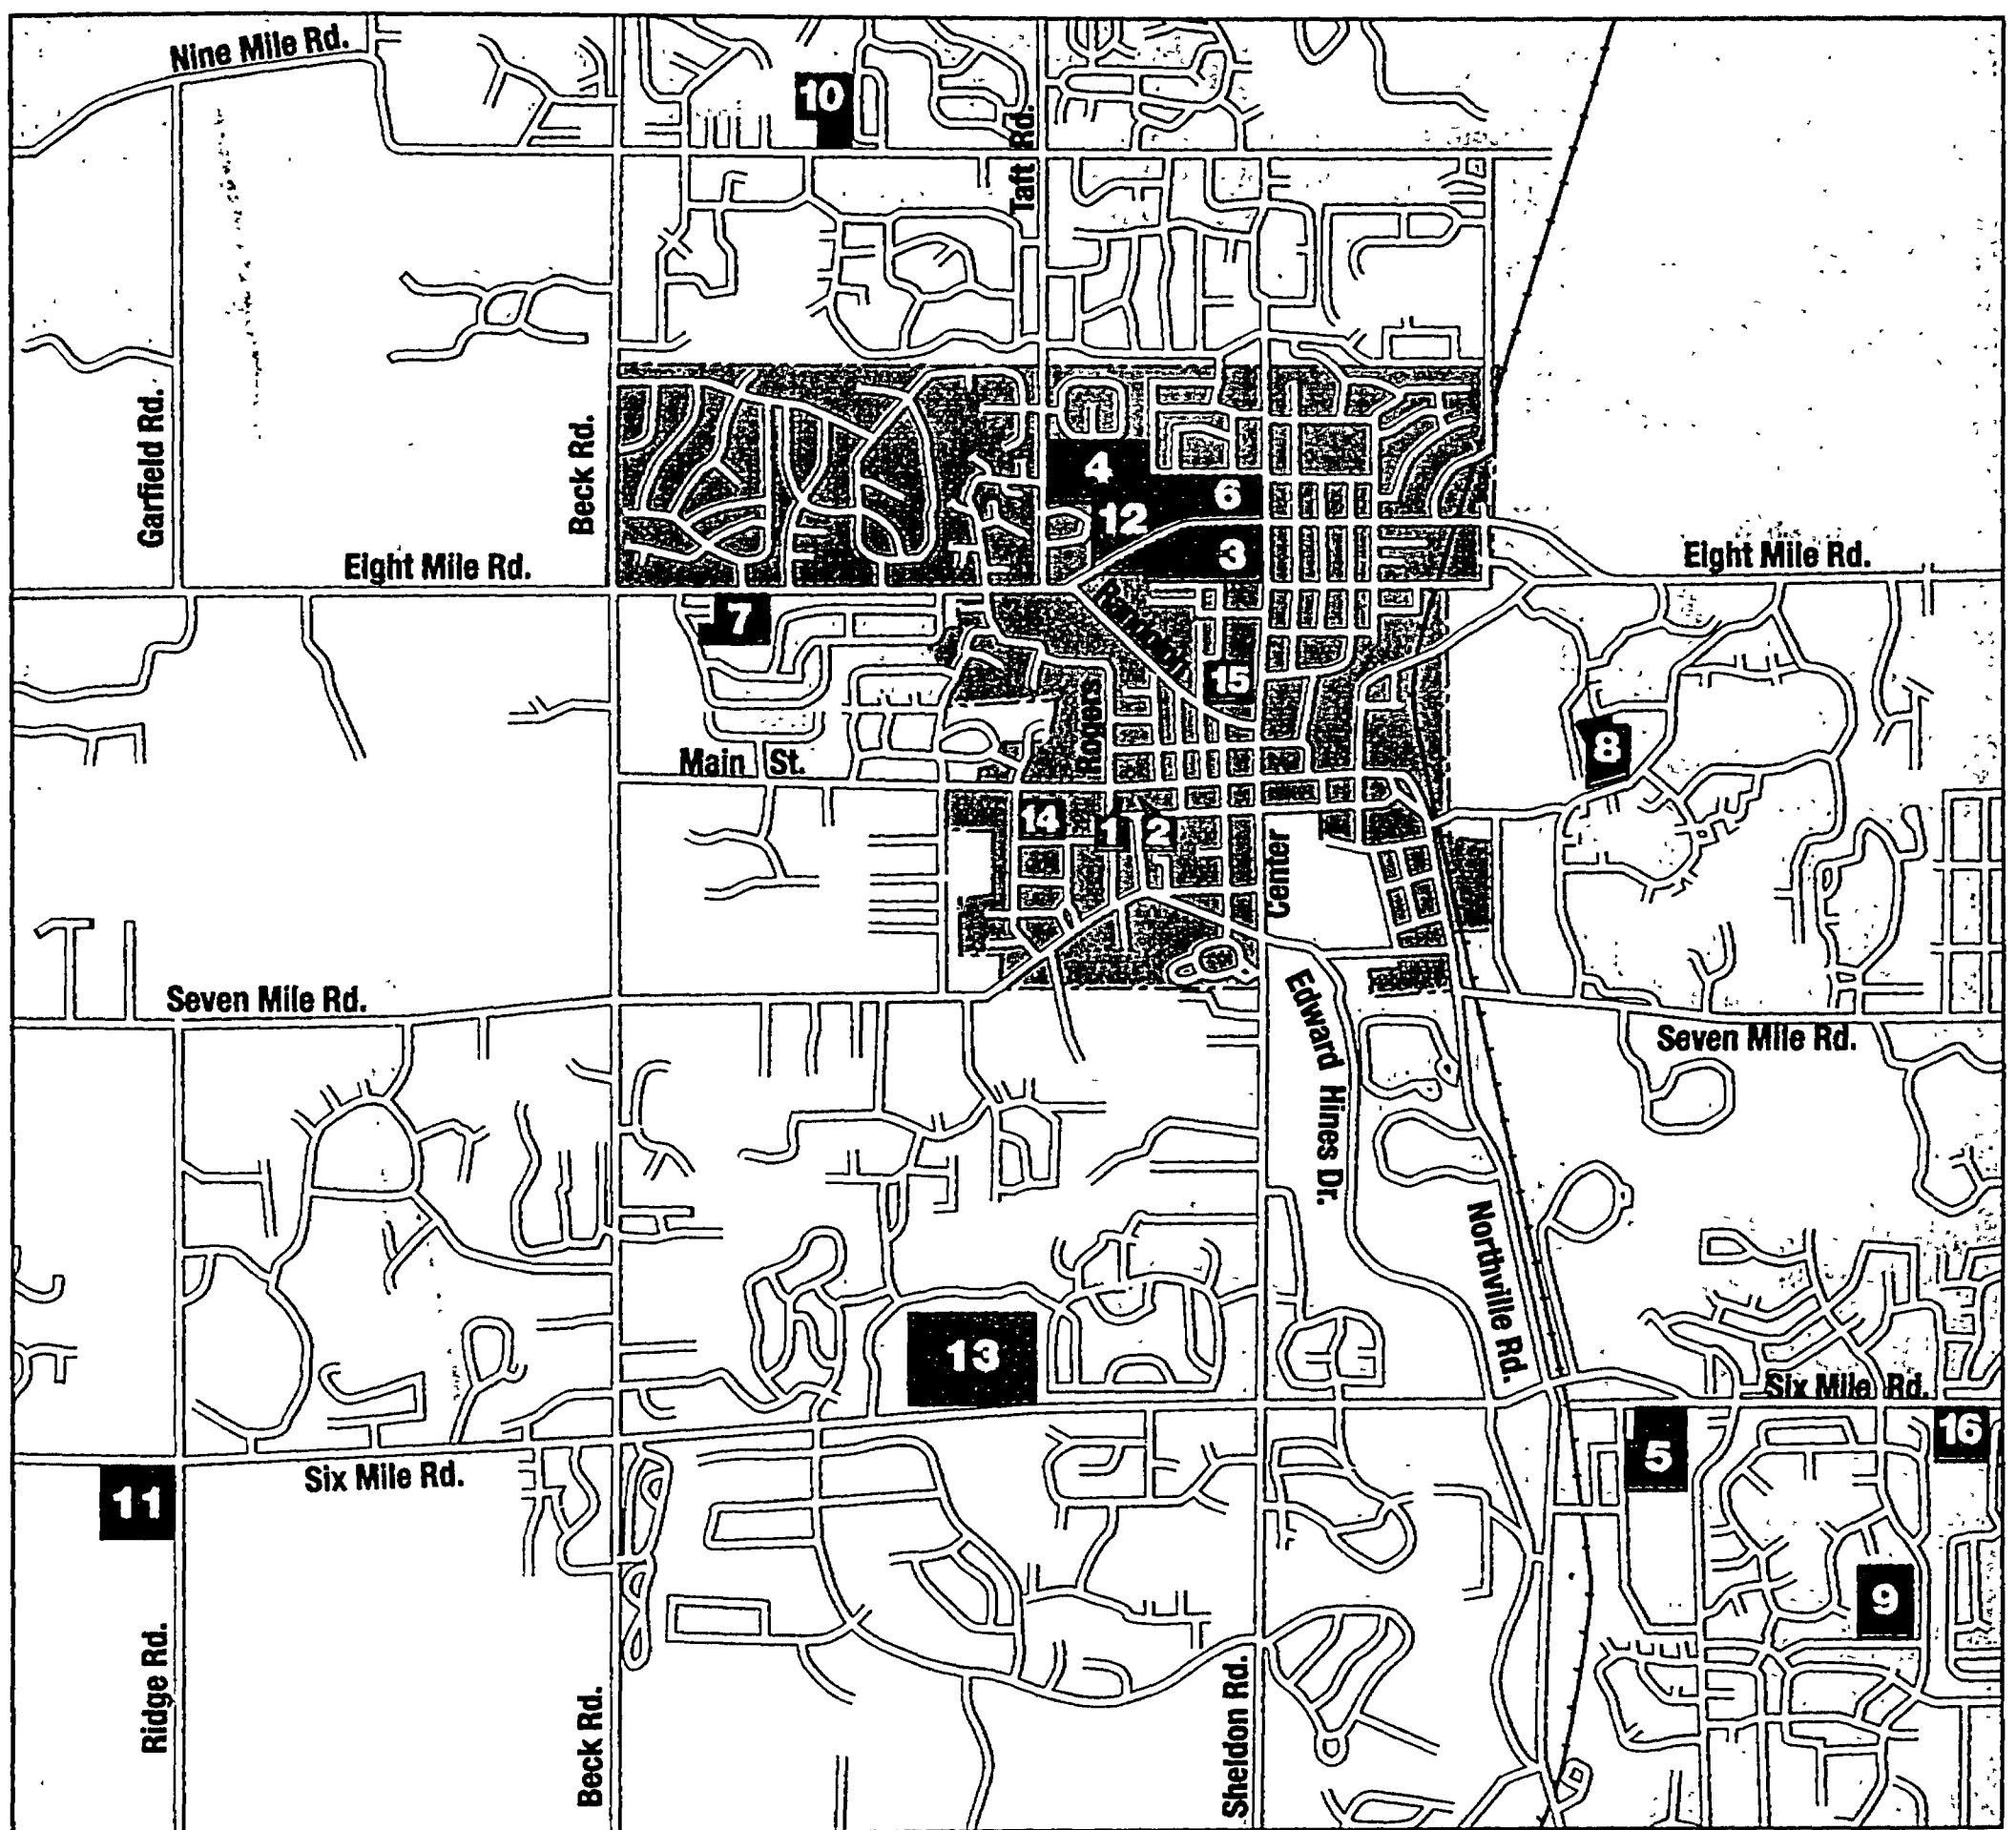 Nine Mile Rd.
10
Taft Rd.
Garfield Rd.
Beck Rd.
4
6
12
3
Eight Mile Rd.
Eight Mile Rd.
7
Randolph
15
Rogers
8
Main St.
14
1
2
Center
Seven Mile Rd.
Edward Hines Dr.
Seven Mile Rd.
Northville Rd.
13
Six Mile Rd.
16
5
Six Mile Rd.
11
9
Ridge Rd.
Beck Rd.
Sheldon Rd.